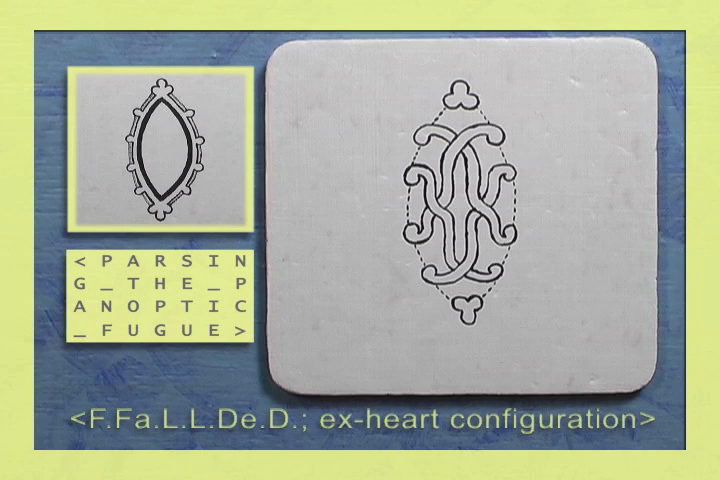 < P A R S I N
G _ T H E _ P
A N O P T I C
_ F U G U E >
<F.Fa.L.L.De.D.; ex-heart configuration>